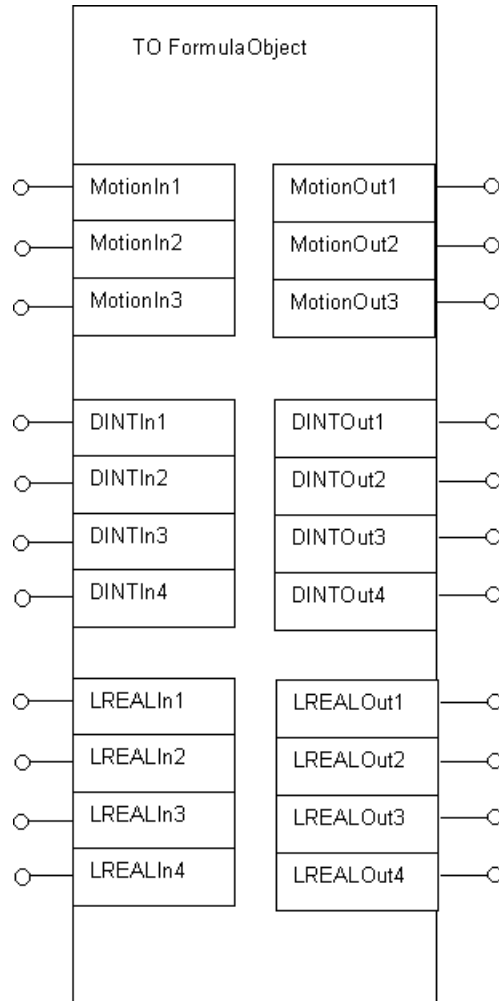 TO FormulaObject
MotionIn1
MotionOut1
MotionIn2
MotionOut2
MotionIn3
MotionOut3
DINTIn1
DINTOut1
DINTIn2
DINTOut2
DINTIn3
DINTOut3
DINTIn4
DINTOut4
LREALIn1
LREALOut1
LREALIn2
LREALOut2
LREALIn3
LREALOut3
LREALIn4
LREALOut4